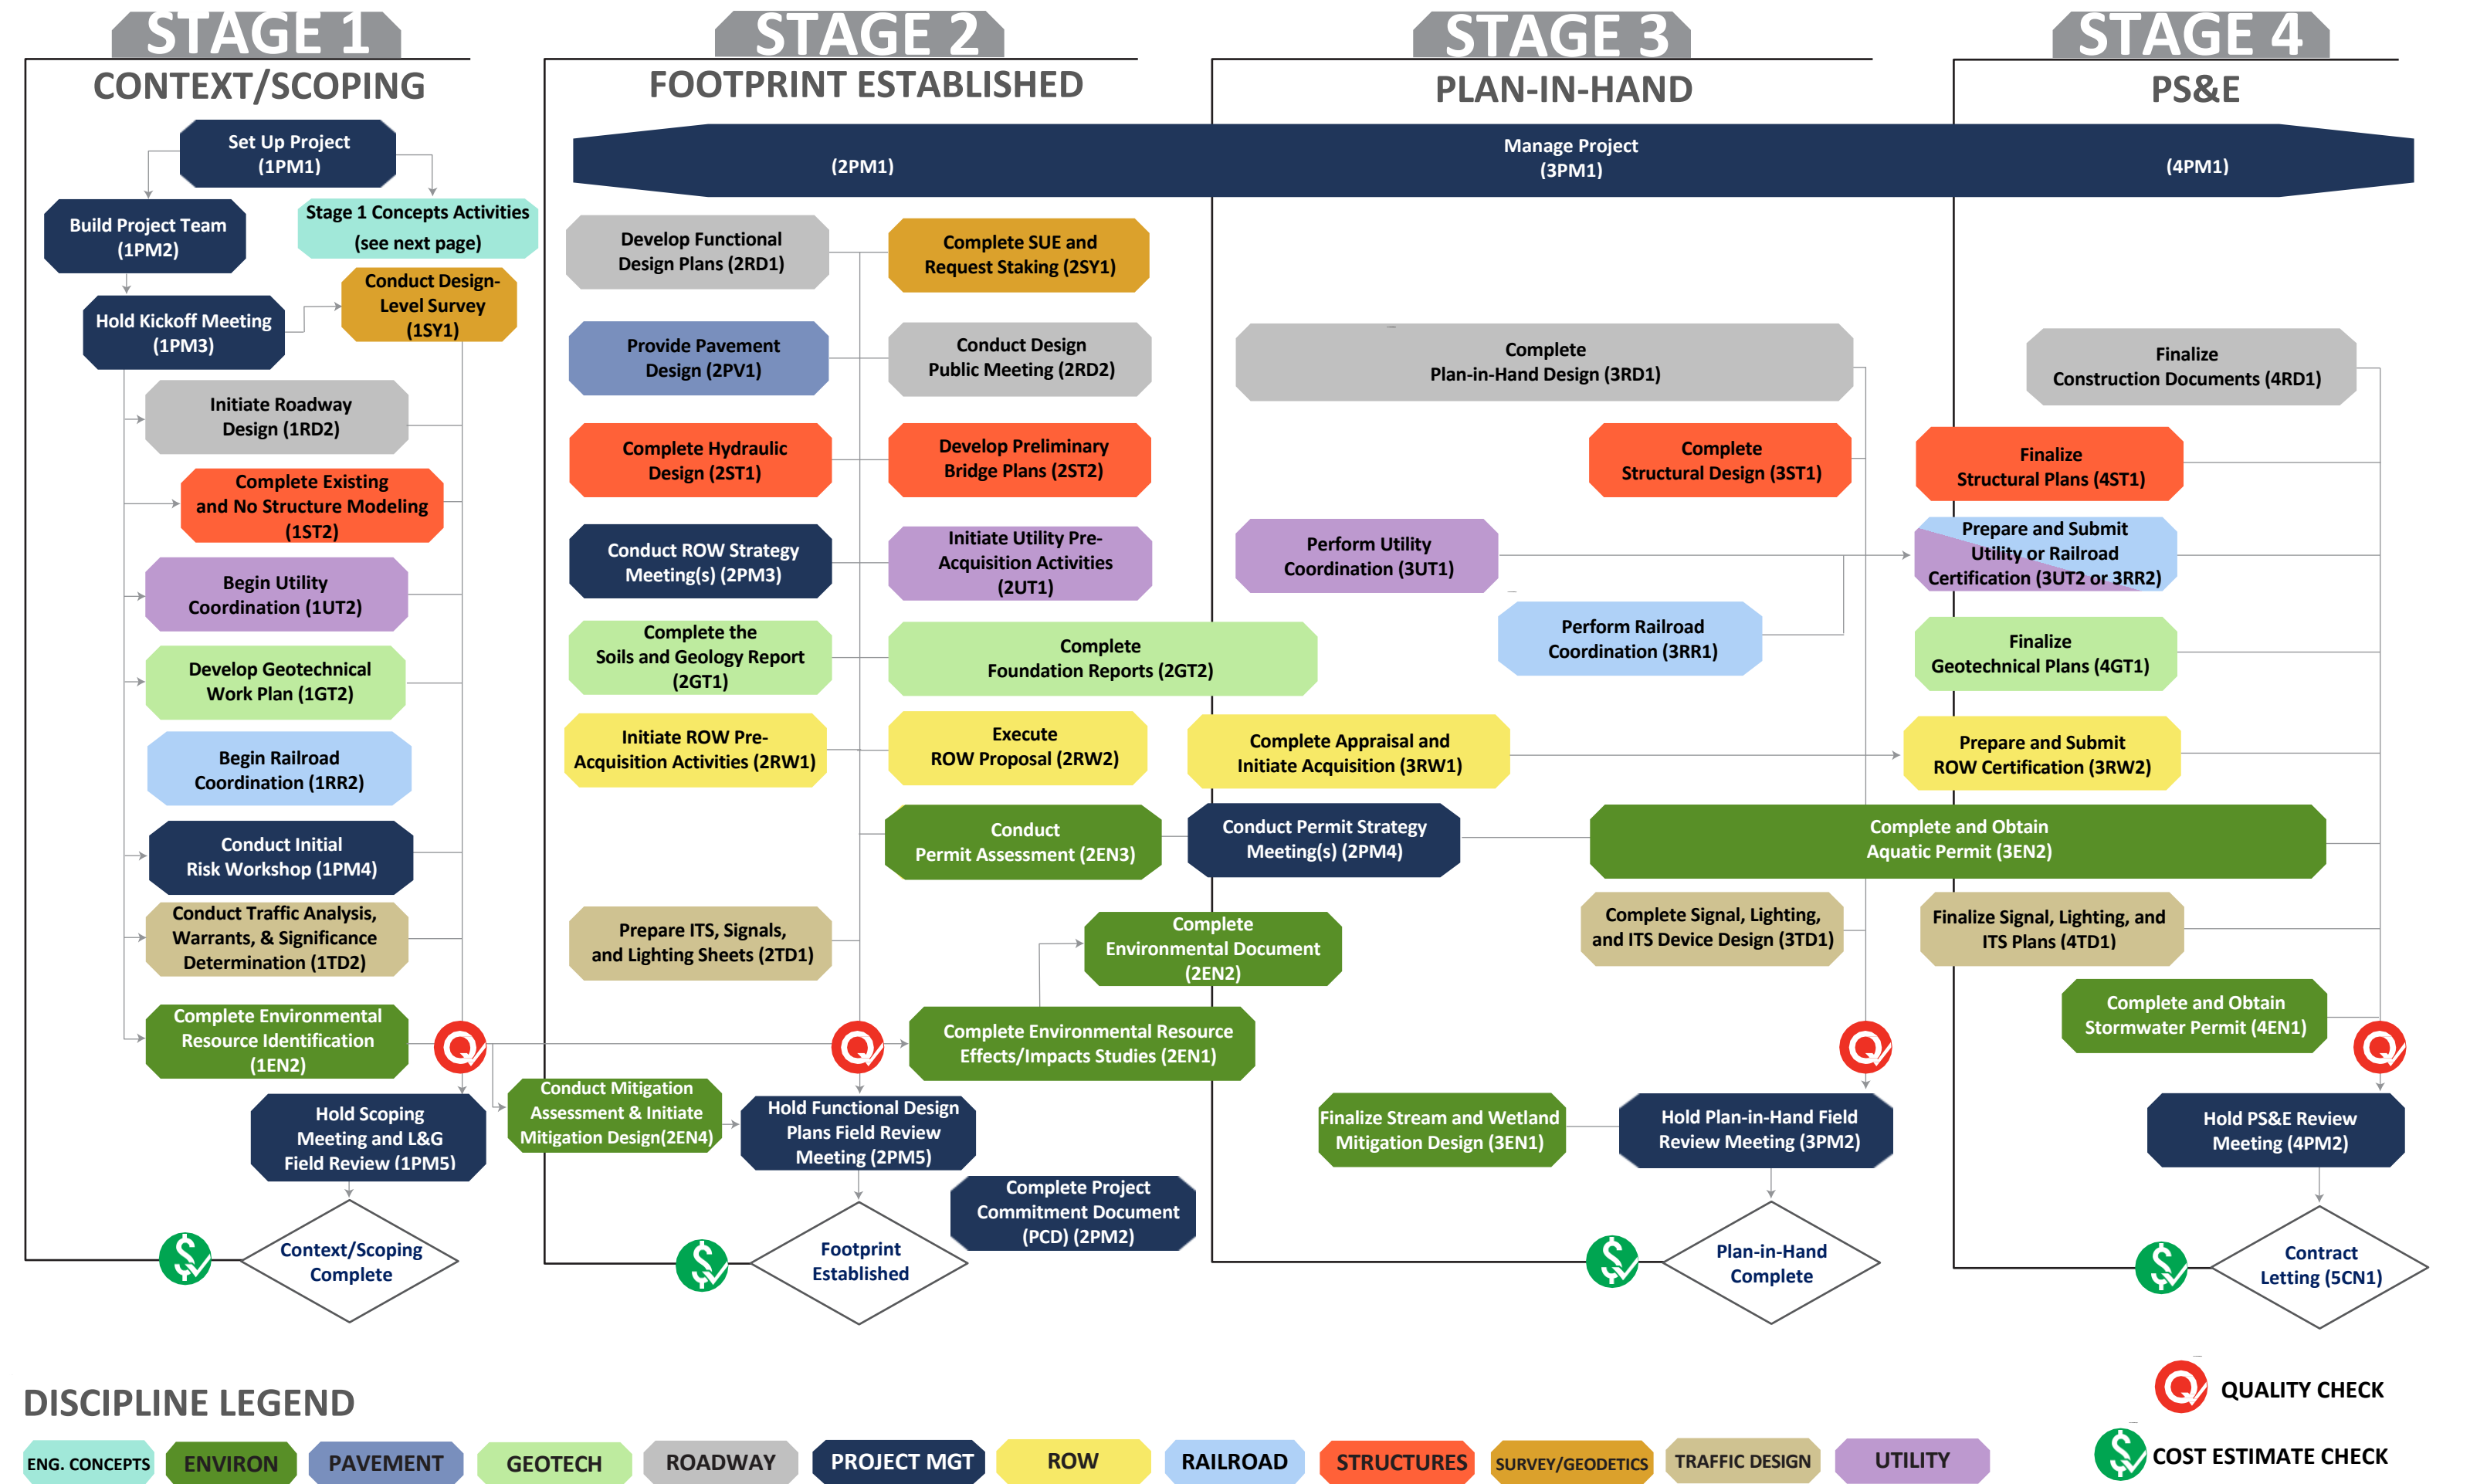 STAGE 1
CONTEXT/SCOPING
Set Up Project
(1PM1)
Build Project Team
(1PM2)
Stage 1 Concepts Activities
(see next page)
Hold Kickoff Meeting
(1PM3)
Conduct Design-
Level Survey
(1SY1)
Initiate Roadway
Design (1RD2)
Complete Existing
and No Structure Modeling
(1ST2)
Begin Utility
Coordination (1UT2)
Develop Geotechnical
Work Plan (1GT2)
Begin Railroad
Coordination (1RR2)
Conduct Initial
Risk Workshop (1PM4)
Conduct Traffic Analysis,
Warrants, & Significance
Determination (1TD2)
Complete Environmental
Resource Identification
(1EN2)
Hold Scoping
Meeting and L&G
Field Review (1PM5)
Context/Scoping
Complete
STAGE 2
FOOTPRINT ESTABLISHED
(2PM1)
Manage Project
(3PM1)
(4PM1)
Develop Functional
Design Plans (2RD1)
Complete SUE and
Request Staking (2SY1)
Provide Pavement
Design (2PV1)
Conduct Design
Public Meeting (2RD2)
Complete Hydraulic
Design (2ST1)
Develop Preliminary
Bridge Plans (2ST2)
Conduct ROW Strategy
Meeting(s) (2PM3)
Initiate Utility Pre-
Acquisition Activities
(2UT1)
Complete the
Soils and Geology Report
(2GT1)
Complete
Foundation Reports (2GT2)
Initiate ROW Pre-
Acquisition Activities (2RW1)
Execute
ROW Proposal (2RW2)
Conduct
Permit Assessment (2EN3)
Conduct Permit Strategy
Meeting(s) (2PM4)
Prepare ITS, Signals,
and Lighting Sheets (2TD1)
Complete
Environmental Document
(2EN2)
Complete Environmental Resource
Effects/Impacts Studies (2EN1)
Conduct Mitigation
Assessment & Initiate
Mitigation Design(2EN4)
Hold Functional Design
Plans Field Review
Meeting (2PM5)
Complete Project
Commitment Document
(PCD) (2PM2)
Footprint
Established
STAGE 3
PLAN-IN-HAND
Complete
Plan-in-Hand Design (3RD1)
Complete
Structural Design (3ST1)
Perform Utility
Coordination (3UT1)
Perform Railroad
Coordination (3RR1)
Complete Appraisal and
Initiate Acquisition (3RW1)
Complete and Obtain
Aquatic Permit (3EN2)
Complete Signal, Lighting,
and ITS Device Design (3TD1)
Finalize Stream and Wetland
Mitigation Design (3EN1)
Hold Plan-in-Hand Field
Review Meeting (3PM2)
Plan-in-Hand
Complete
STAGE 4
PS&E
Finalize
Construction Documents (4RD1)
Finalize
Structural Plans (4ST1)
Prepare and Submit
Utility or Railroad
Certification (3UT2 or 3RR2)
Finalize
Geotechnical Plans (4GT1)
Prepare and Submit
ROW Certification (3RW2)
Finalize Signal, Lighting, and
ITS Plans (4TD1)
Complete and Obtain
Stormwater Permit (4EN1)
Hold PS&E Review
Meeting (4PM2)
Contract
Letting (5CN1)
QUALITY CHECK
COST ESTIMATE CHECK
DISCIPLINE LEGEND
ENG. CONCEPTS
ENVIRON
PAVEMENT
GEOTECH
ROADWAY
PROJECT MGT
ROW
RAILROAD
STRUCTURES
SURVEY/GEODETICS
TRAFFIC DESIGN
UTILITY